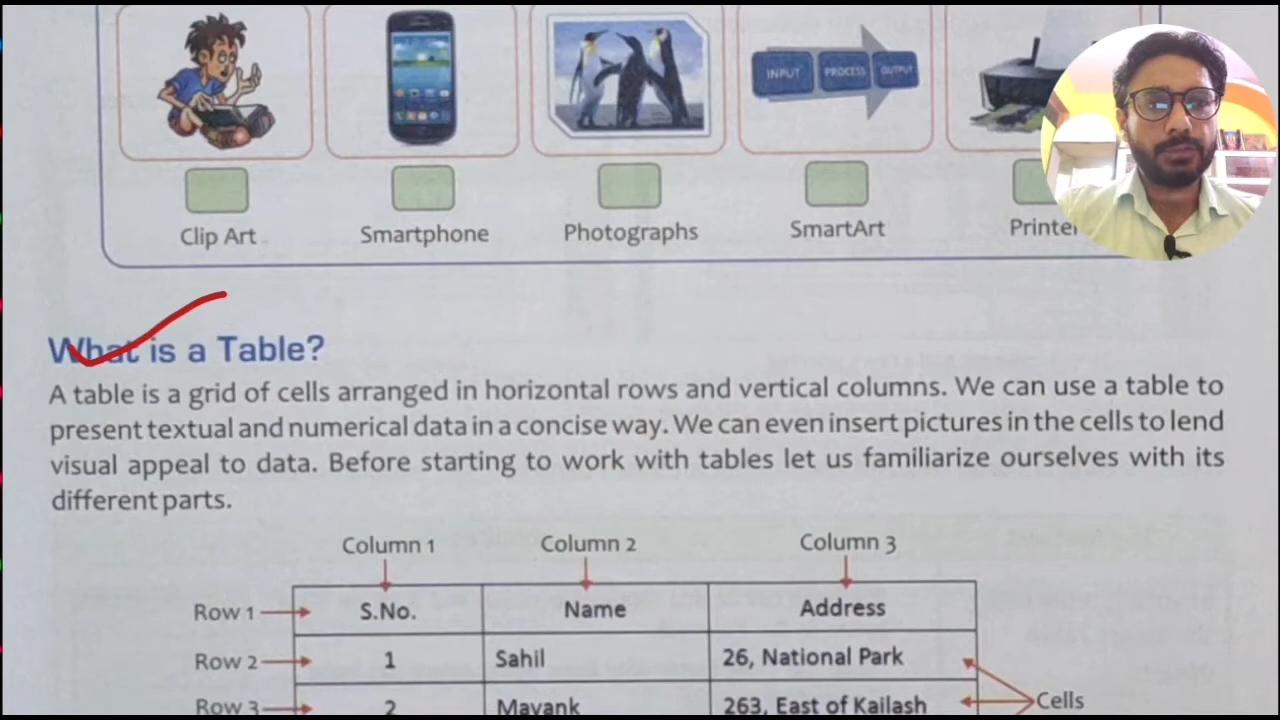 INPUT PROCESS OUTPUT
Clip Art Smartphone Photographs SmartArt Printer
What is a Table?
A table is a grid of cells arranged in horizontal rows and vertical columns. We can use a table to
present textual and numerical data in a concise way. We can even insert pictures in the cells to lend
visual appeal to data. Before starting to work with tables let us familiarize ourselves with its
different parts.
Column 1 Column 2 Column 3
Row 1 S.No. Name Address
Row 2 1 Sahil 26, National Park
Row 3 2 Mayank 263, East of Kailash
Cells